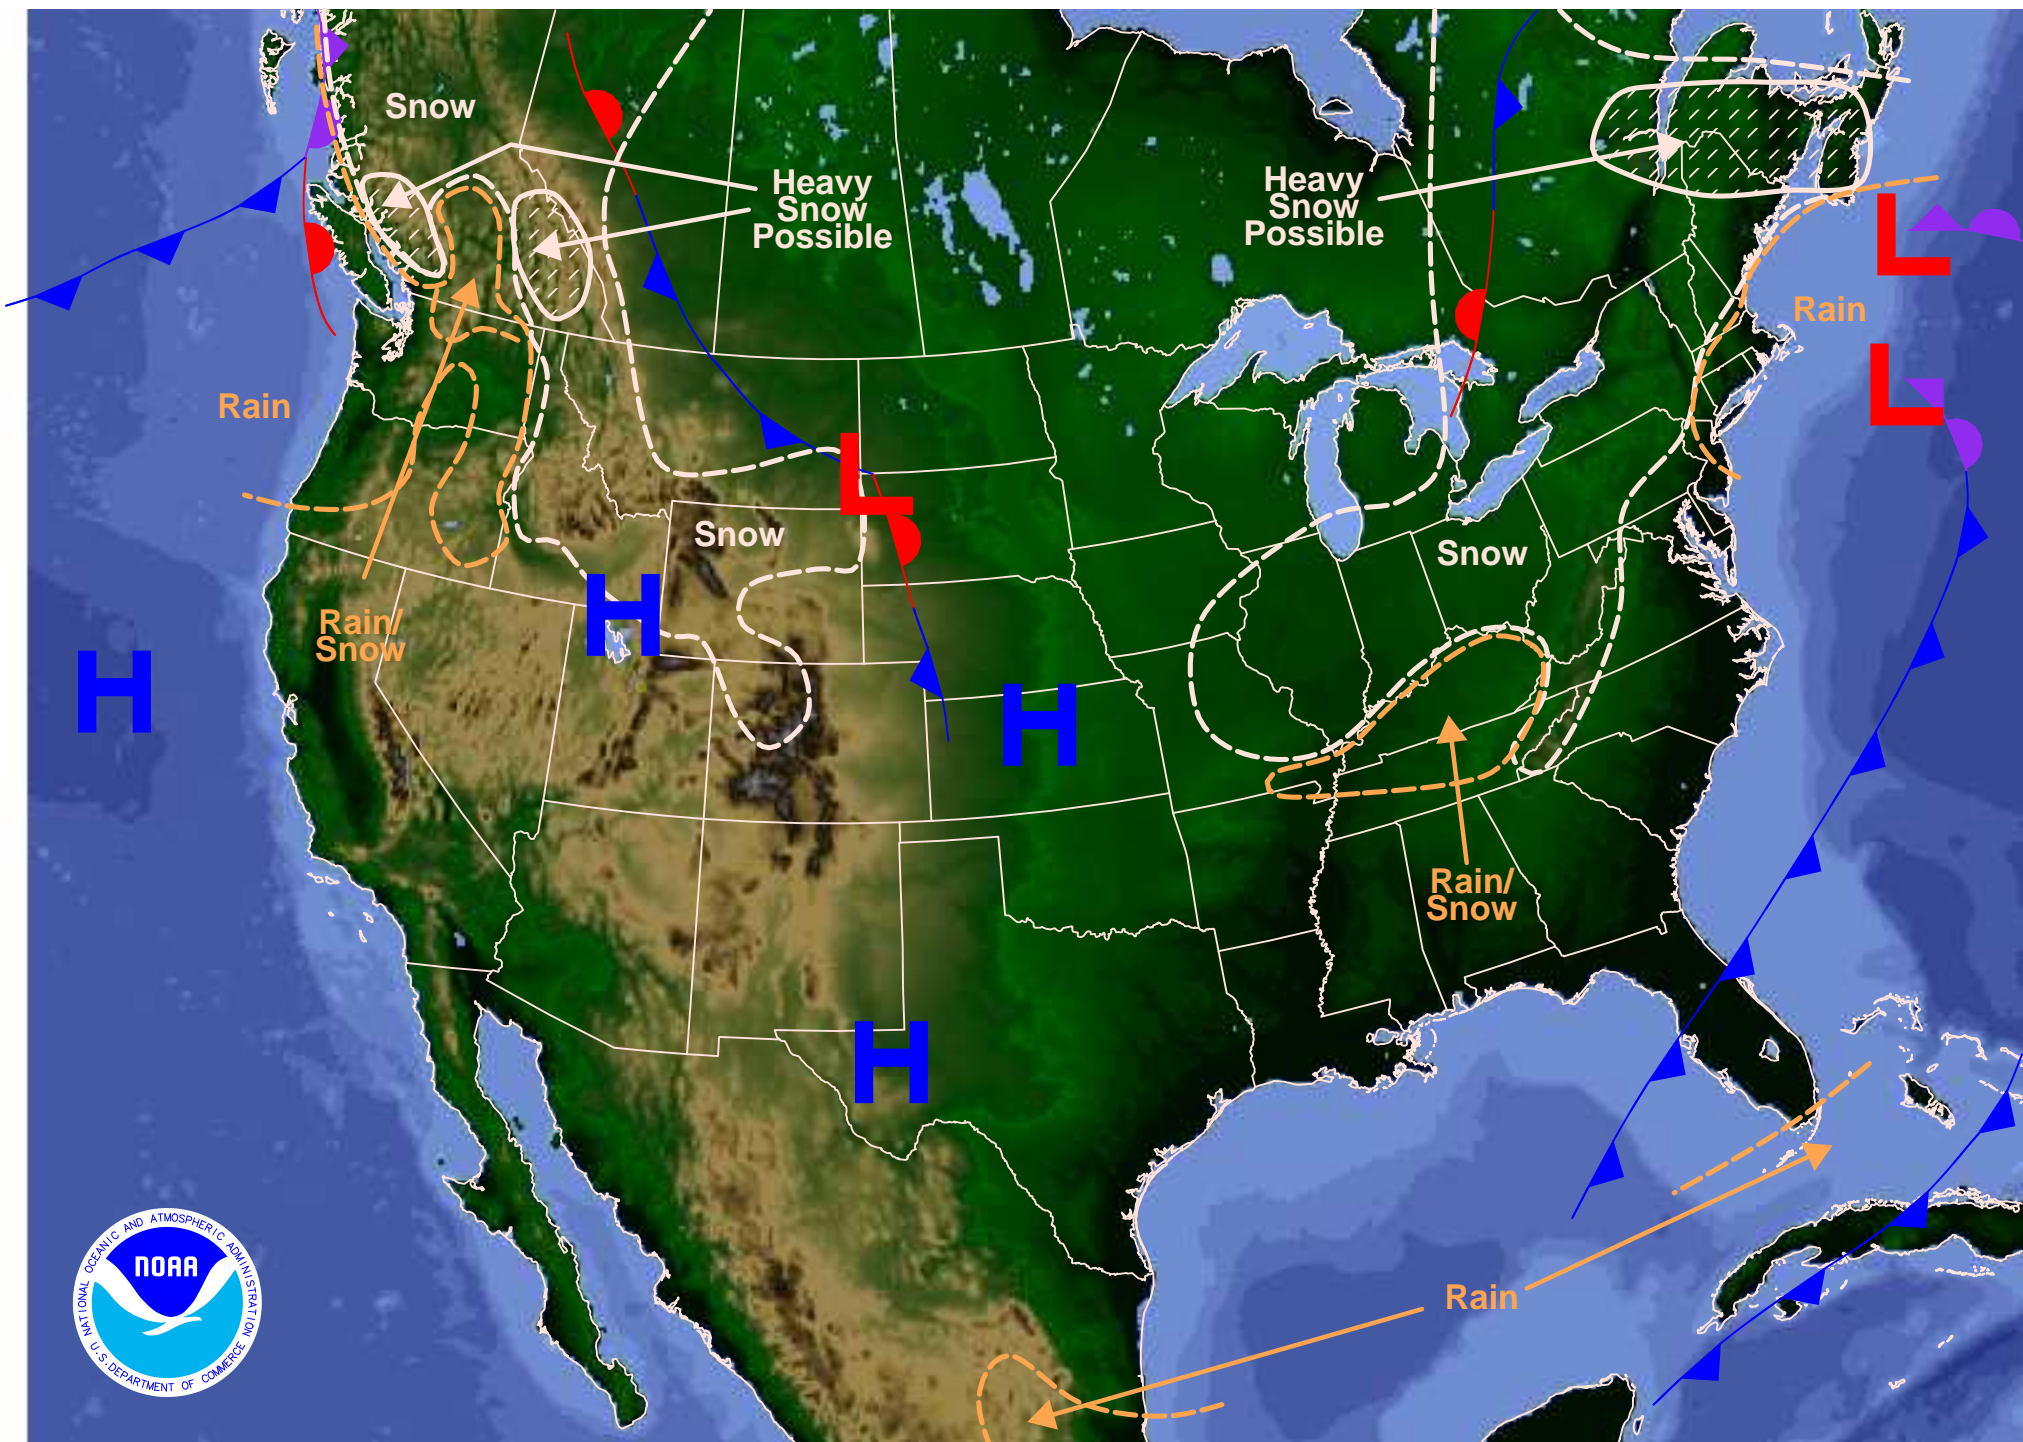 Snow
Heavy
Snow
Possible
Heavy
Snow
Possible
L
Rain
Rain
L
L
Snow
Snow
H
Rain/
Snow
H
H
Rain/
Snow
H
NATIONAL OCEANIC AND ATMOSPHERIC ADMINISTRATION
NOAA
U.S. DEPARTMENT OF COMMERCE
Rain